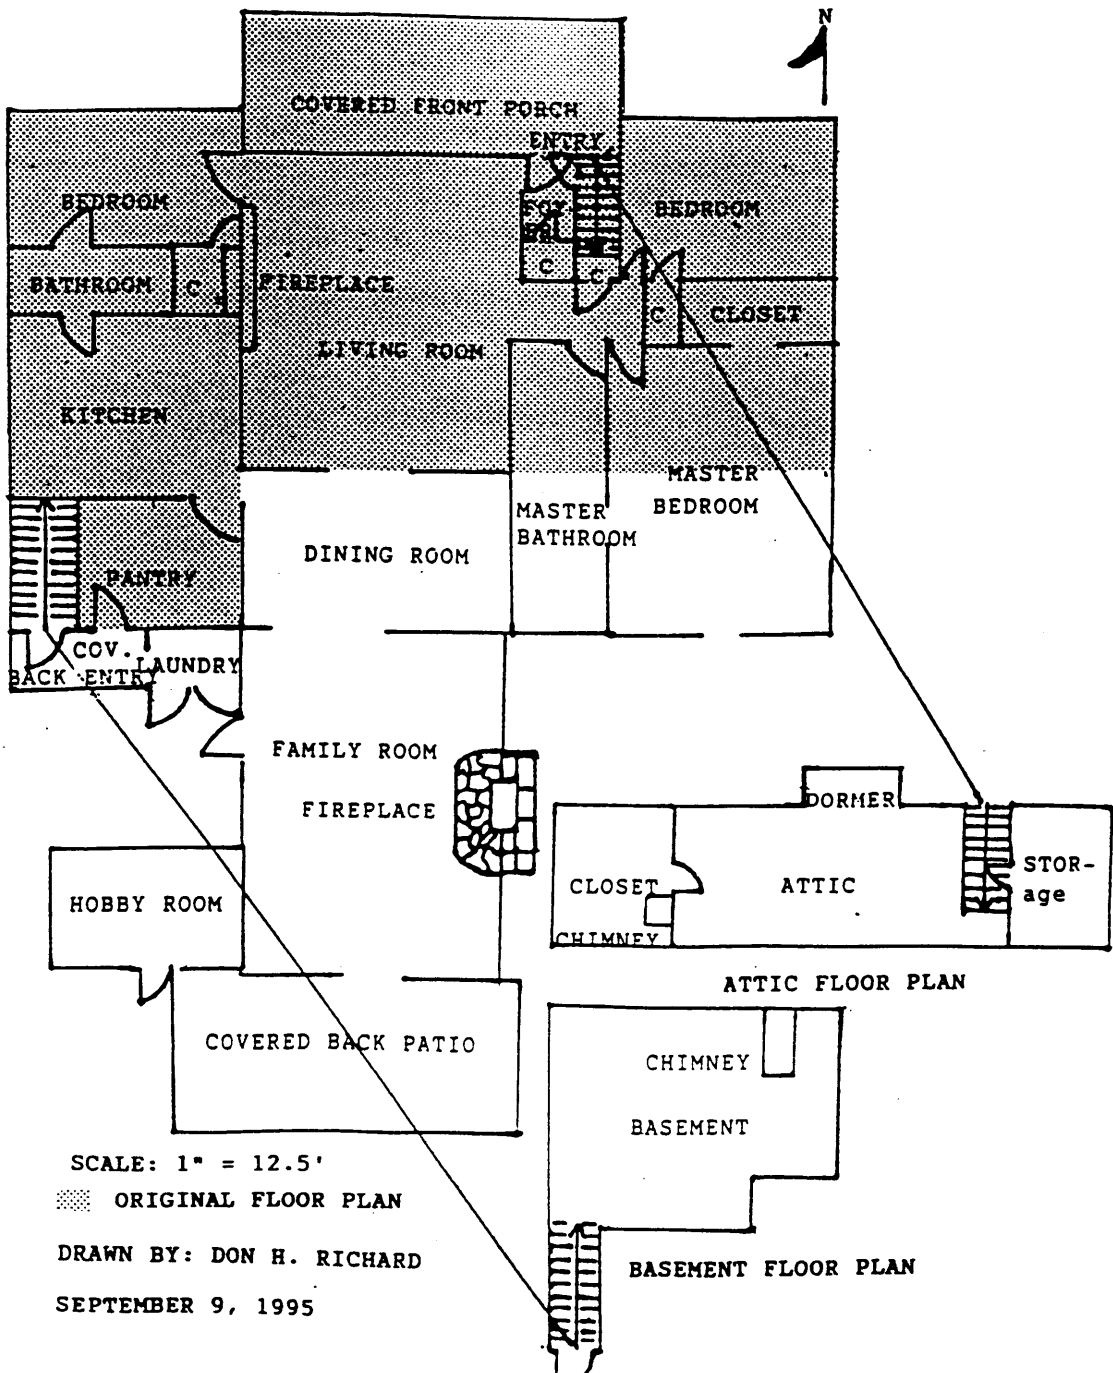 N
COVERED FRONT PORCH
ENTRY
BEDROOM
FOY-
ER
BEDROOM
BATHROOM
C
FIREPLACE
C
C
C
CLOSET
LIVING ROOM
KITCHEN
MASTER
BEDROOM
MASTER
BATHROOM
DINING ROOM
PANTRY
COV.
BACK ENTRY
LAUNDRY
FAMILY ROOM
FIREPLACE
DORMER
HOBBY ROOM
CLOSET
ATTIC
STOR-
age
CHIMNEY
ATTIC FLOOR PLAN
COVERED BACK PATIO
CHIMNEY
BASEMENT
SCALE: 1" = 12.5'
ORIGINAL FLOOR PLAN
DRAWN BY: DON H. RICHARD
BASEMENT FLOOR PLAN
SEPTEMBER 9, 1995